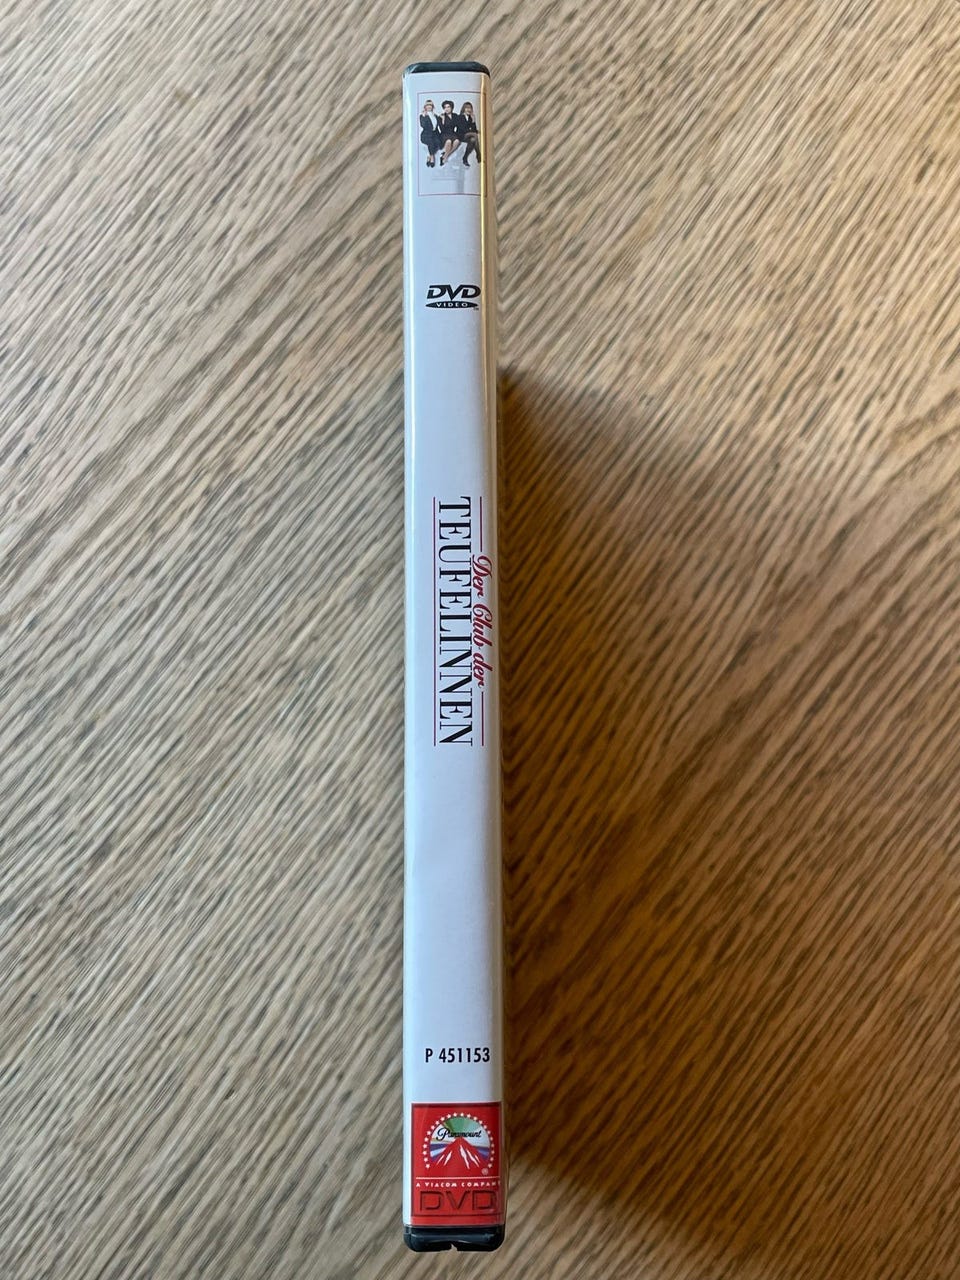 DVD
VIDEO
Der Club der
TEUFELINNEN
P 451153
Paramount
A VIACOM COMPANY
DVD